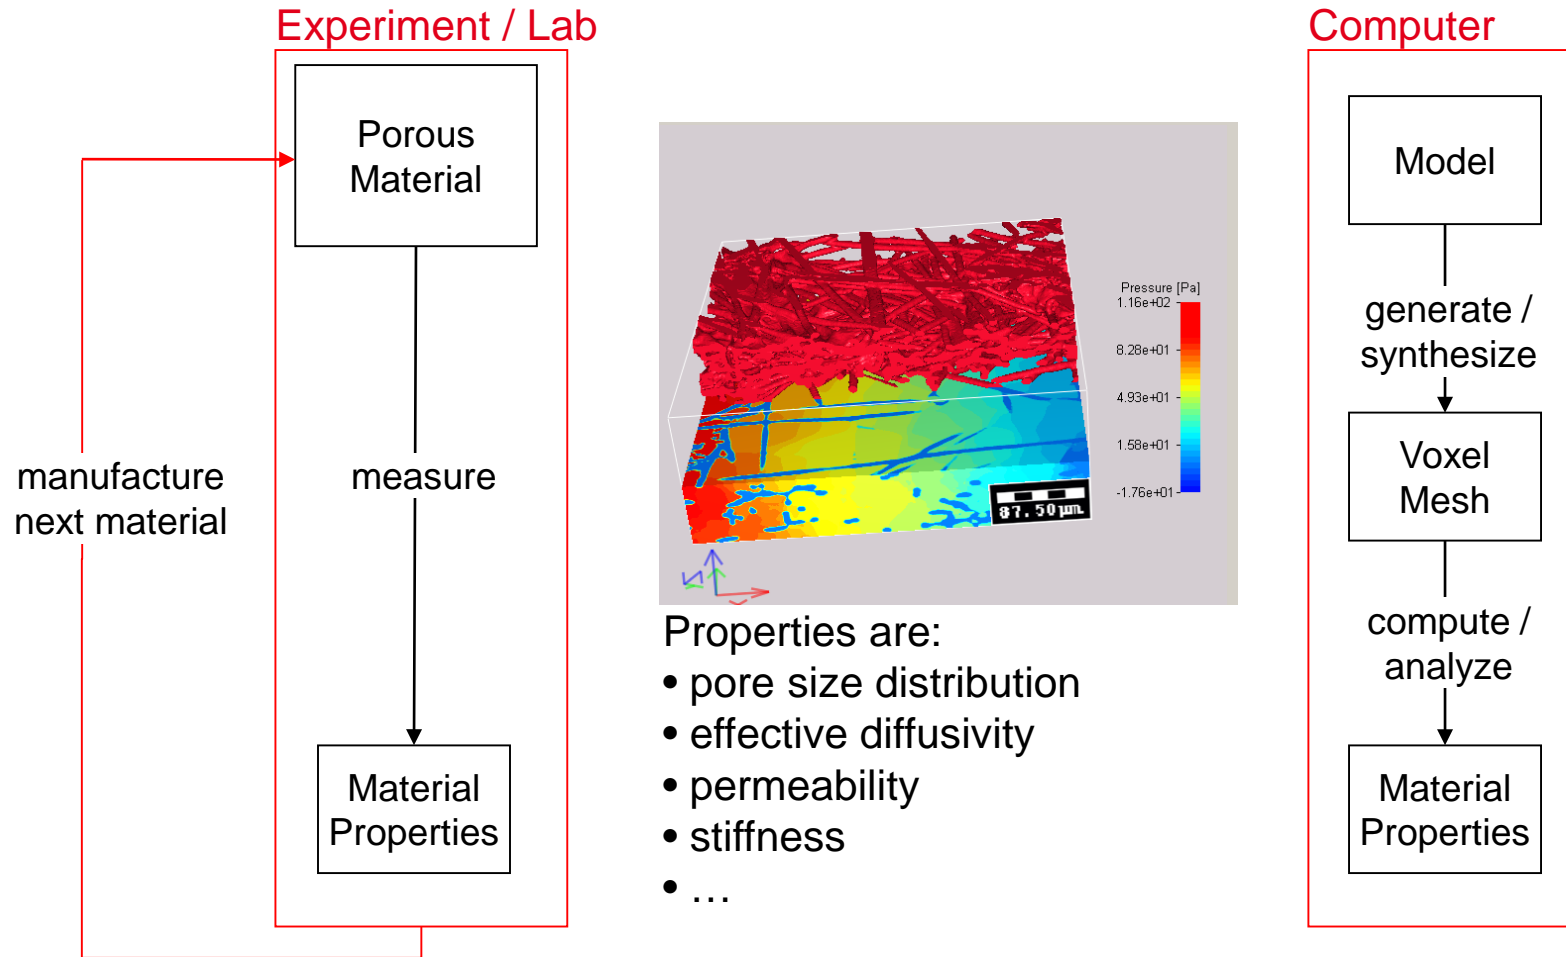 Experiment / Lab
Computer
Porous
Material
Model
Pressure [Pa]
1.16e+02
8.28e+01
4.93e+01
1.58e+01
-1.76e+01
87.50µm
generate /
synthesize
manufacture
next material
measure
Voxel
Mesh
compute /
analyze
Properties are:
• pore size distribution
• effective diffusivity
• permeability
• stiffness
• …
Material
Properties
Material
Properties